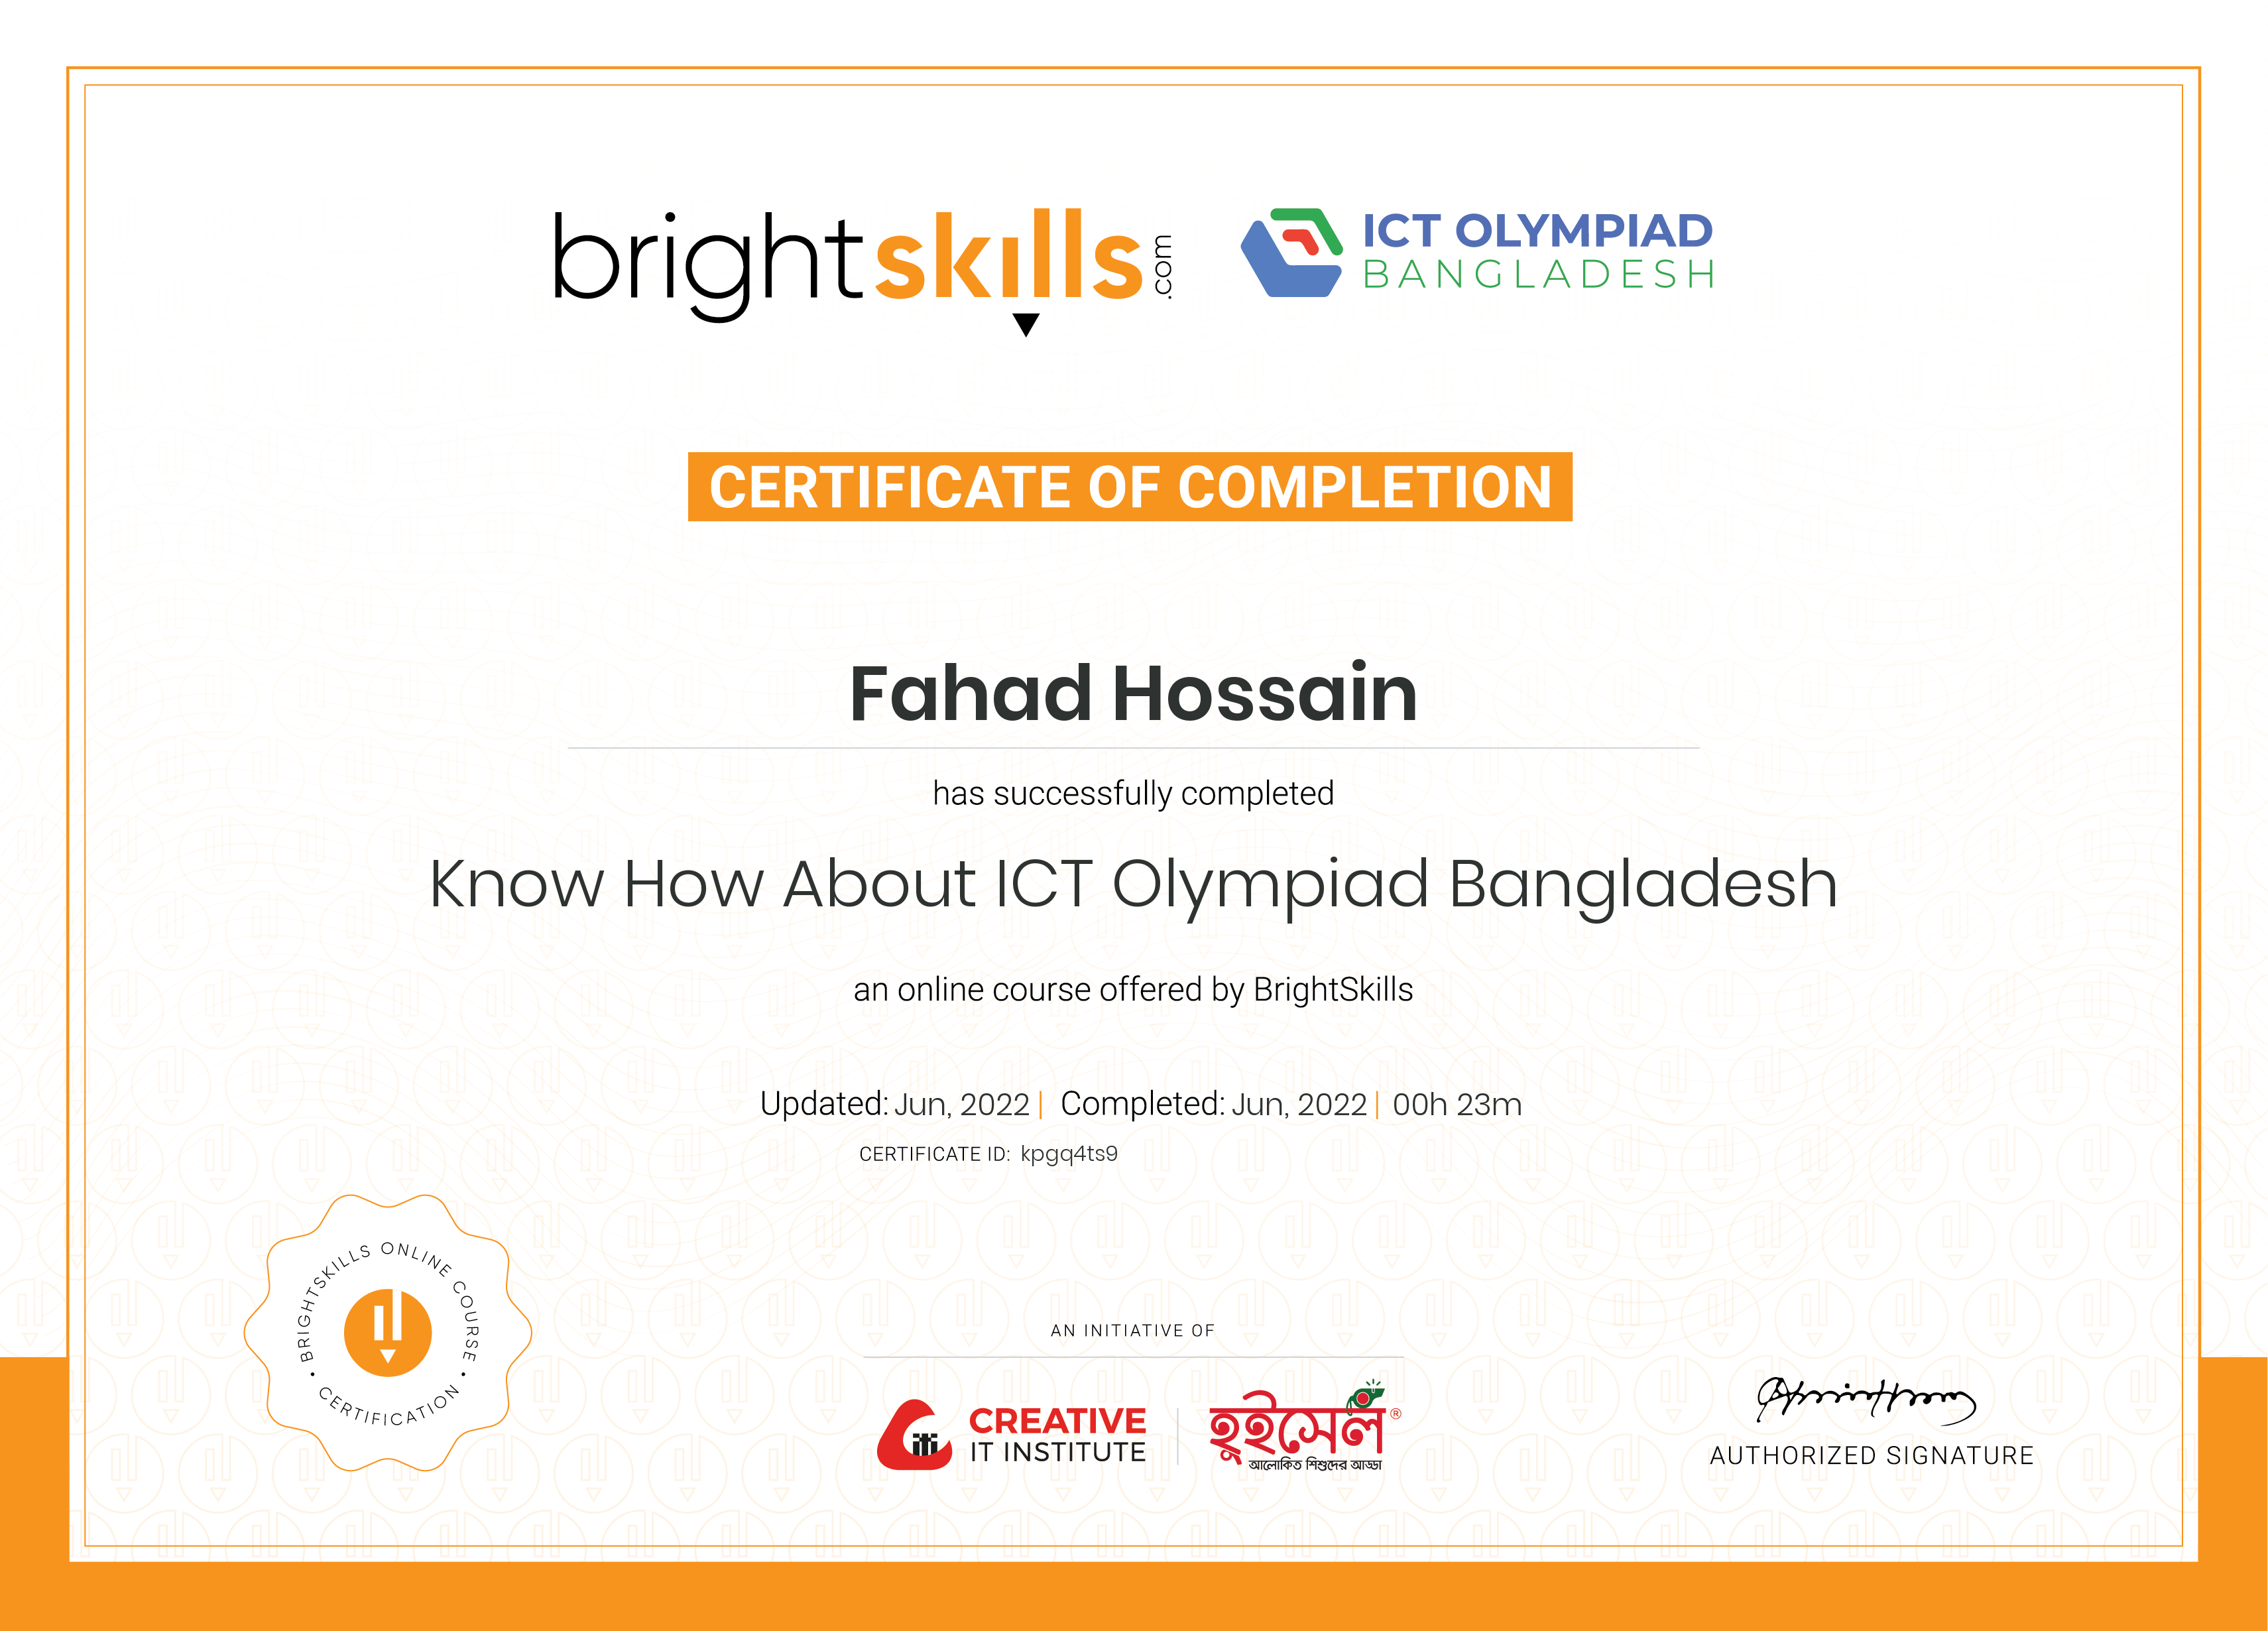 brightskills.com
ICT OLYMPIAD
BANGLADESH
CERTIFICATE OF COMPLETION
Fahad Hossain
has successfully completed
Know How About ICT Olympiad Bangladesh
an online course offered by BrightSkills
Updated: Jun, 2022 | Completed: Jun, 2022 | 00h 23m
CERTIFICATE ID: kpgq4ts9
BRIGHTSKILLS ONLINE COURSE
• CERTIFICATION •
AN INITIATIVE OF
CREATIVE
IT INSTITUTE
হুইসেল®
আলোকিত শিশুদের আড্ডা
AUTHORIZED SIGNATURE